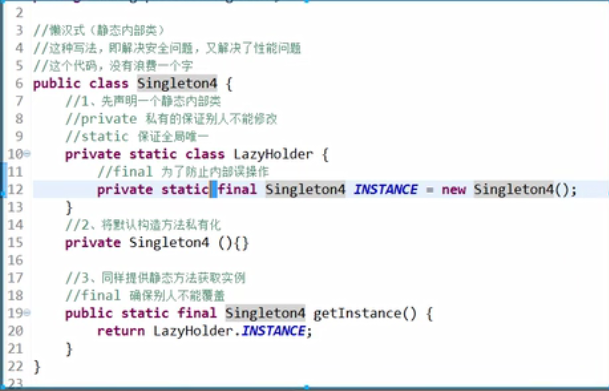 2
3 //懒汉式（静态内部类）
4 //这种写法，即解决安全问题，又解决了性能问题
5 //这个代码，没有浪费一个字
6 public class Singleton4 {
7 //1、先声明一个静态内部类
8 //private 私有的保证别人不能修改
9 //static 保证全局唯一
10 private static class LazyHolder {
11 //final 为了防止内部误操作
12 private static final Singleton4 INSTANCE = new Singleton4();
13 }
14 //2、将默认构造方法私有化
15 private Singleton4 (){}
16
17 //3、同样提供静态方法获取实例
18 //final 确保别人不能覆盖
19 public static final Singleton4 getInstance() {
20 return LazyHolder.INSTANCE;
21 }
22 }
23